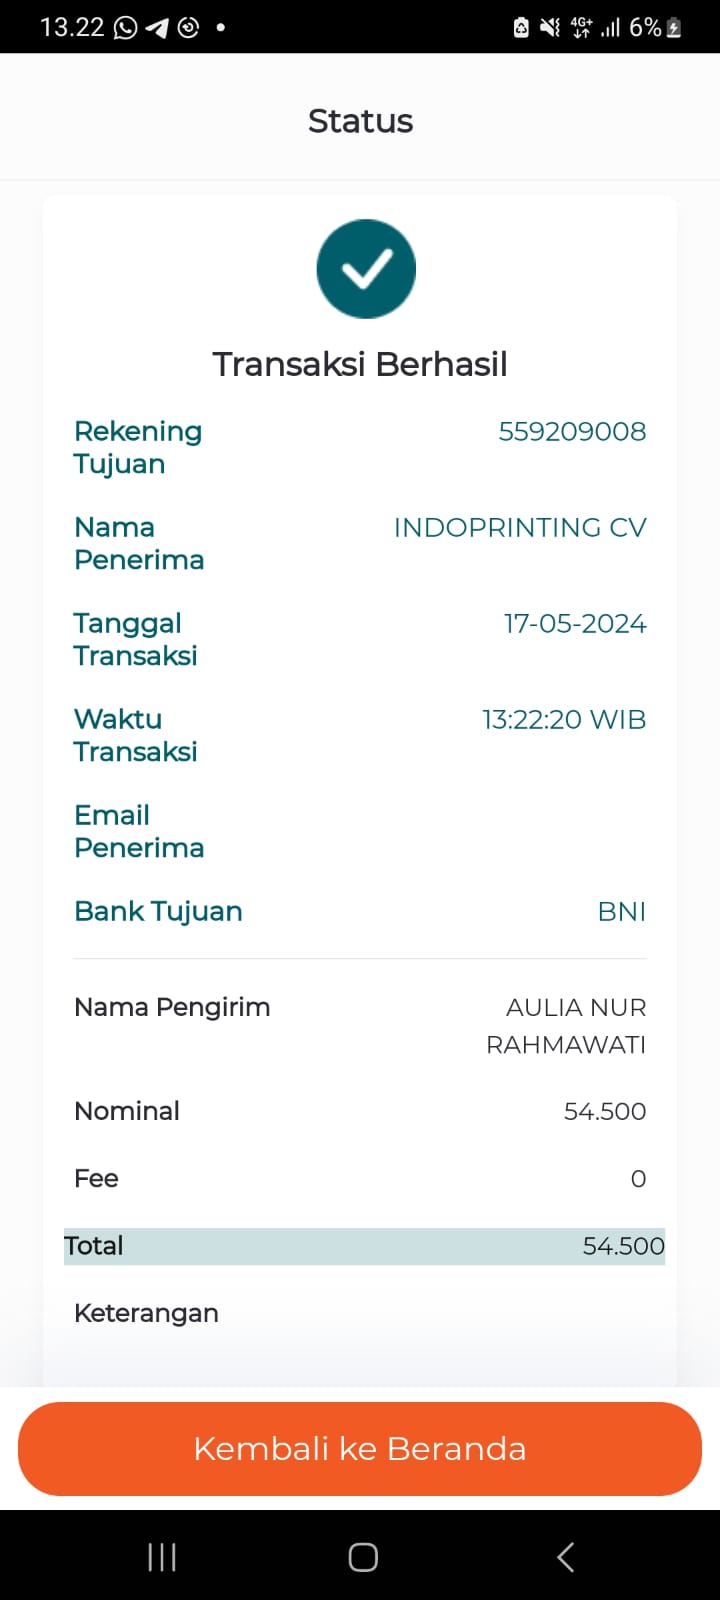 13.22
4G+ 6%
Status
Transaksi Berhasil
Rekening 559209008
Tujuan
Nama INDOPRINTING CV
Penerima
Tanggal 17-05-2024
Transaksi
Waktu 13:22:20 WIB
Transaksi
Email
Penerima
Bank Tujuan BNI
Nama Pengirim AULIA NUR
RAHMAWATI
Nominal 54.500
Fee 0
Total 54.500
Keterangan
Kembali ke Beranda